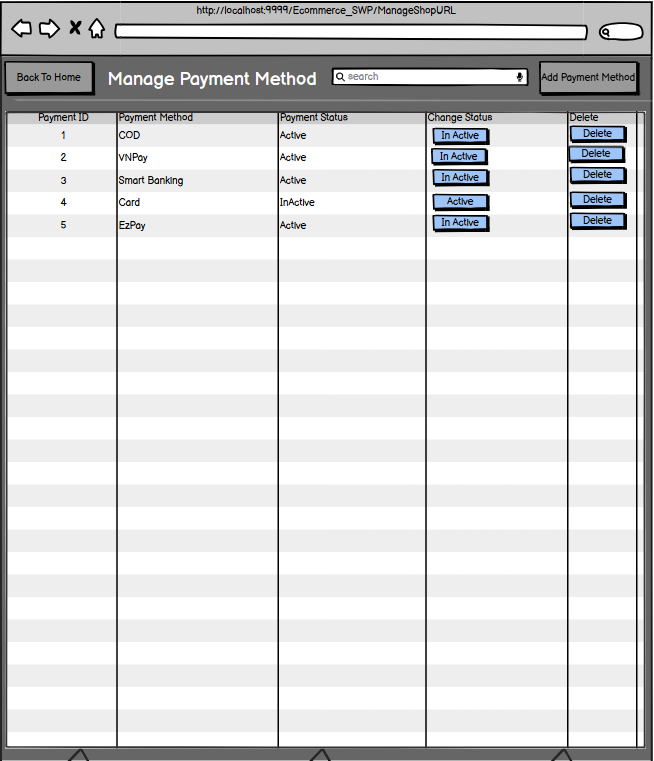 http://localhost:9999/Ecommerce_SWP/ManageShopURL
Back To Home Manage Payment Method search Add Payment Method
Payment ID Payment Method Payment Status Change Status Delete
1 COD Active In Active Delete
2 VNPay Active In Active Delete
3 Smart Banking Active In Active Delete
4 Card InActive Active Delete
5 EzPay Active In Active Delete